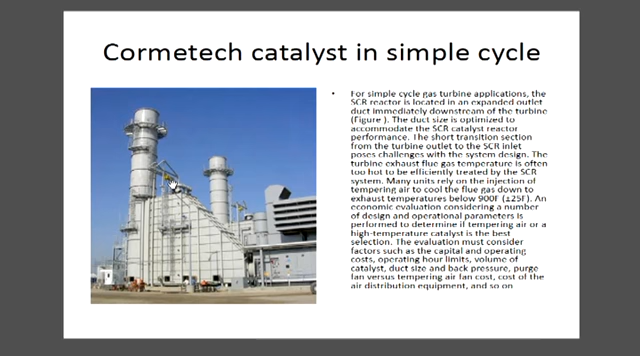 Cormetech catalyst in simple cycle
• For simple cycle gas turbine applications, the
SCR reactor is located in an expanded outlet
duct immediately downstream of the turbine
(Figure ). The duct size is optimized to
accommodate the SCR catalyst reactor
performance. The short transition section
from the turbine outlet to the SCR inlet
poses challenges with the system design. The
turbine exhaust flue gas temperature is often
too hot to be efficiently treated by the SCR
system. Many units rely on the injection of
tempering air to cool the flue gas down to
exhaust temperatures below 900F (±25F). An
economic evaluation considering a number
of design and operational parameters is
performed to determine if tempering air or a
high-temperature catalyst is the best
selection. The evaluation must consider
factors such as the capital and operating
costs, operating hour limits, volume of
catalyst, duct size and back pressure, purge
fan versus tempering air fan cost, cost of the
air distribution equipment, and so on